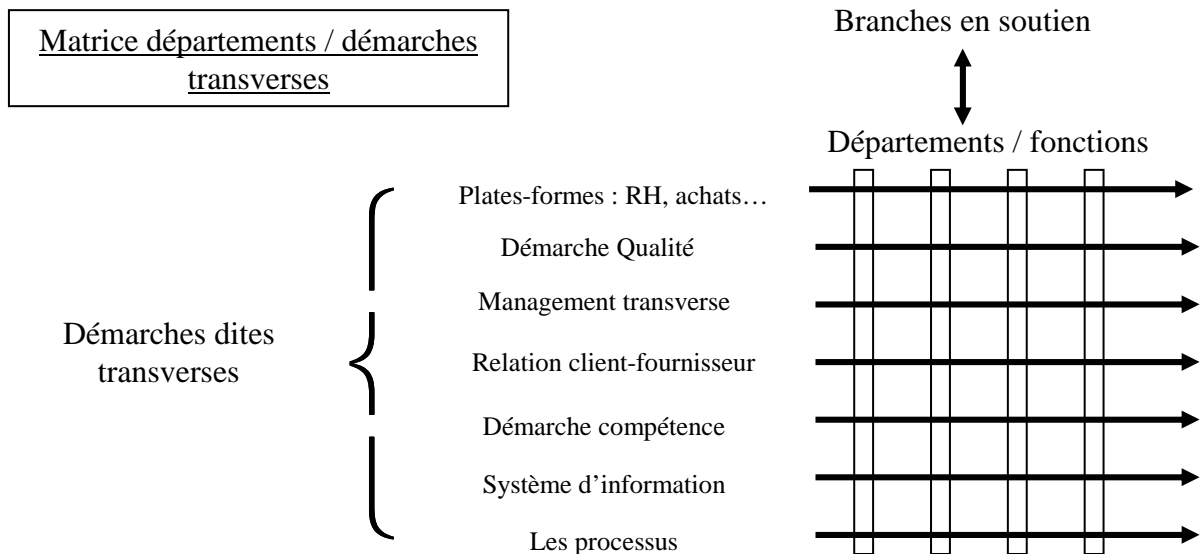 Matrice départements / démarches
transverses
Branches en soutien
Départements / fonctions
Plates-formes : RH, achats…
Démarche Qualité
Management transverse
Démarches dites
transverses
Relation client-fournisseur
Démarche compétence
Système d’information
Les processus